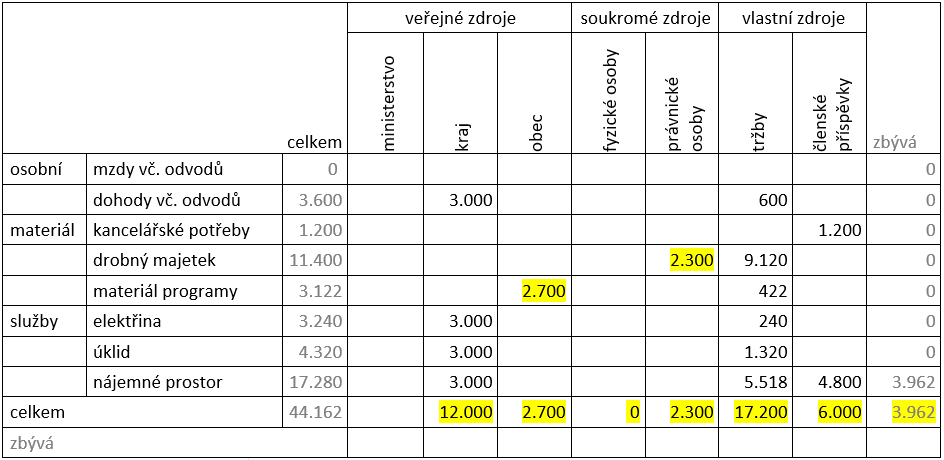 veřejné zdroje soukromé zdroje vlastní zdroje
celkem ministerstvo kraj obec fyzické osoby právnické osoby tržby členské příspěvky zbývá
osobní mzdy vč. odvodů 0 0
dohody vč. odvodů 3.600 3.000 600 0
materiál kancelářské potřeby 1.200 1.200 0
drobný majetek 11.400 2.300 9.120 0
materiál programy 3.122 2.700 422 0
služby elektřina 3.240 3.000 240 0
úklid 4.320 3.000 1.320 0
nájemné prostor 17.280 3.000 5.518 4.800 3.962
celkem 44.162 12.000 2.700 0 2.300 17.200 6.000 3.962
zbývá